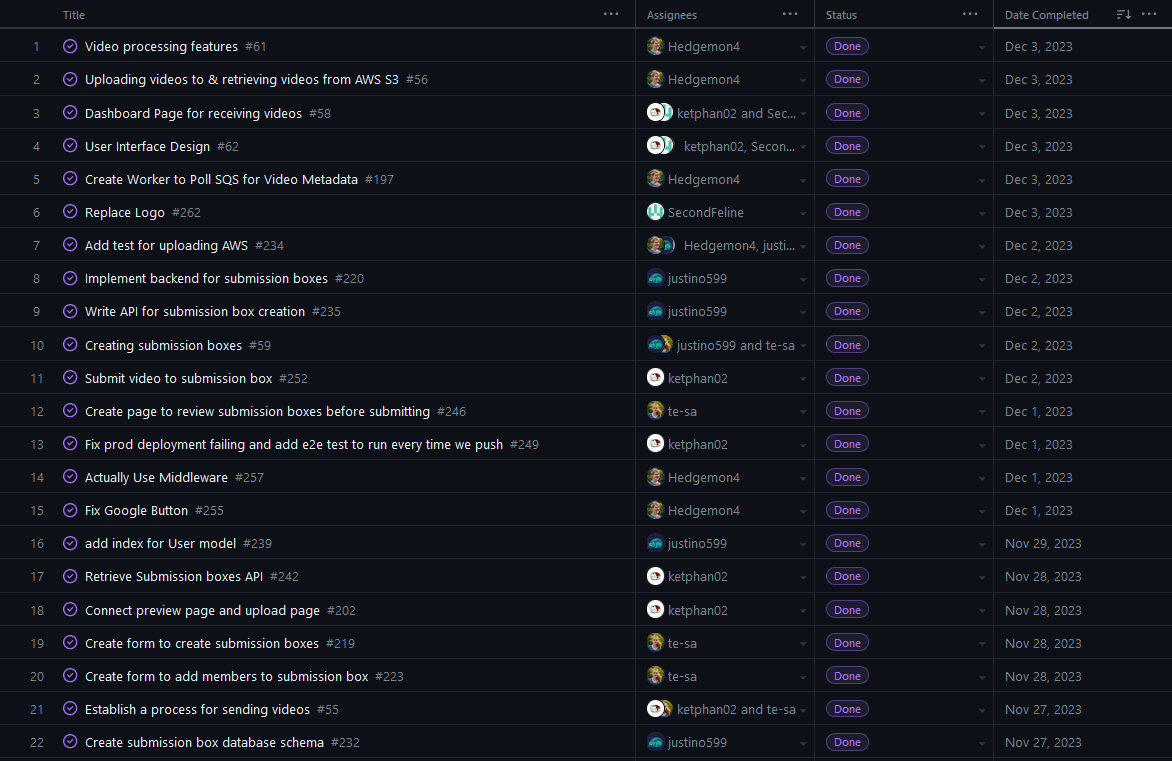 Title Assignees Status Date Completed
1 Video processing features #61 Hedgemon4 Done Dec 3, 2023
2 Uploading videos to & retrieving videos from AWS S3 #56 Hedgemon4 Done Dec 3, 2023
3 Dashboard Page for receiving videos #58 ketphan02 and Sec... Done Dec 3, 2023
4 User Interface Design #62 ketphan02, Secon... Done Dec 3, 2023
5 Create Worker to Poll SQS for Video Metadata #197 Hedgemon4 Done Dec 3, 2023
6 Replace Logo #262 SecondFeline Done Dec 3, 2023
7 Add test for uploading AWS #234 Hedgemon4, justi... Done Dec 2, 2023
8 Implement backend for submission boxes #220 justino599 Done Dec 2, 2023
9 Write API for submission box creation #235 justino599 Done Dec 2, 2023
10 Creating submission boxes #59 justino599 and te-sa Done Dec 2, 2023
11 Submit video to submission box #252 ketphan02 Done Dec 2, 2023
12 Create page to review submission boxes before submitting #246 te-sa Done Dec 1, 2023
13 Fix prod deployment failing and add e2e test to run every time we push #249 ketphan02 Done Dec 1, 2023
14 Actually Use Middleware #257 Hedgemon4 Done Dec 1, 2023
15 Fix Google Button #255 Hedgemon4 Done Dec 1, 2023
16 add index for User model #239 justino599 Done Nov 29, 2023
17 Retrieve Submission boxes API #242 ketphan02 Done Nov 28, 2023
18 Connect preview page and upload page #202 ketphan02 Done Nov 28, 2023
19 Create form to create submission boxes #219 te-sa Done Nov 28, 2023
20 Create form to add members to submission box #223 te-sa Done Nov 28, 2023
21 Establish a process for sending videos #55 ketphan02 and te-sa Done Nov 27, 2023
22 Create submission box database schema #232 justino599 Done Nov 27, 2023